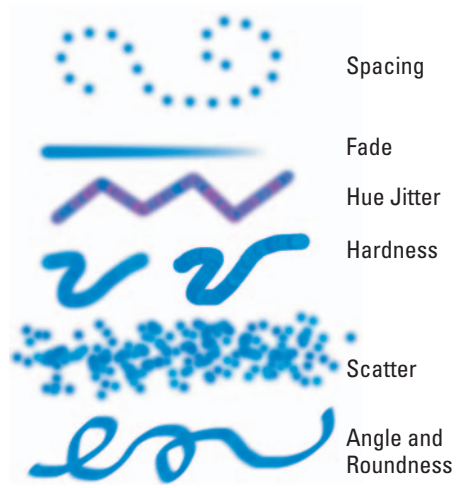 Spacing
Fade
Hue Jitter
Hardness
Scatter
Angle and
Roundness